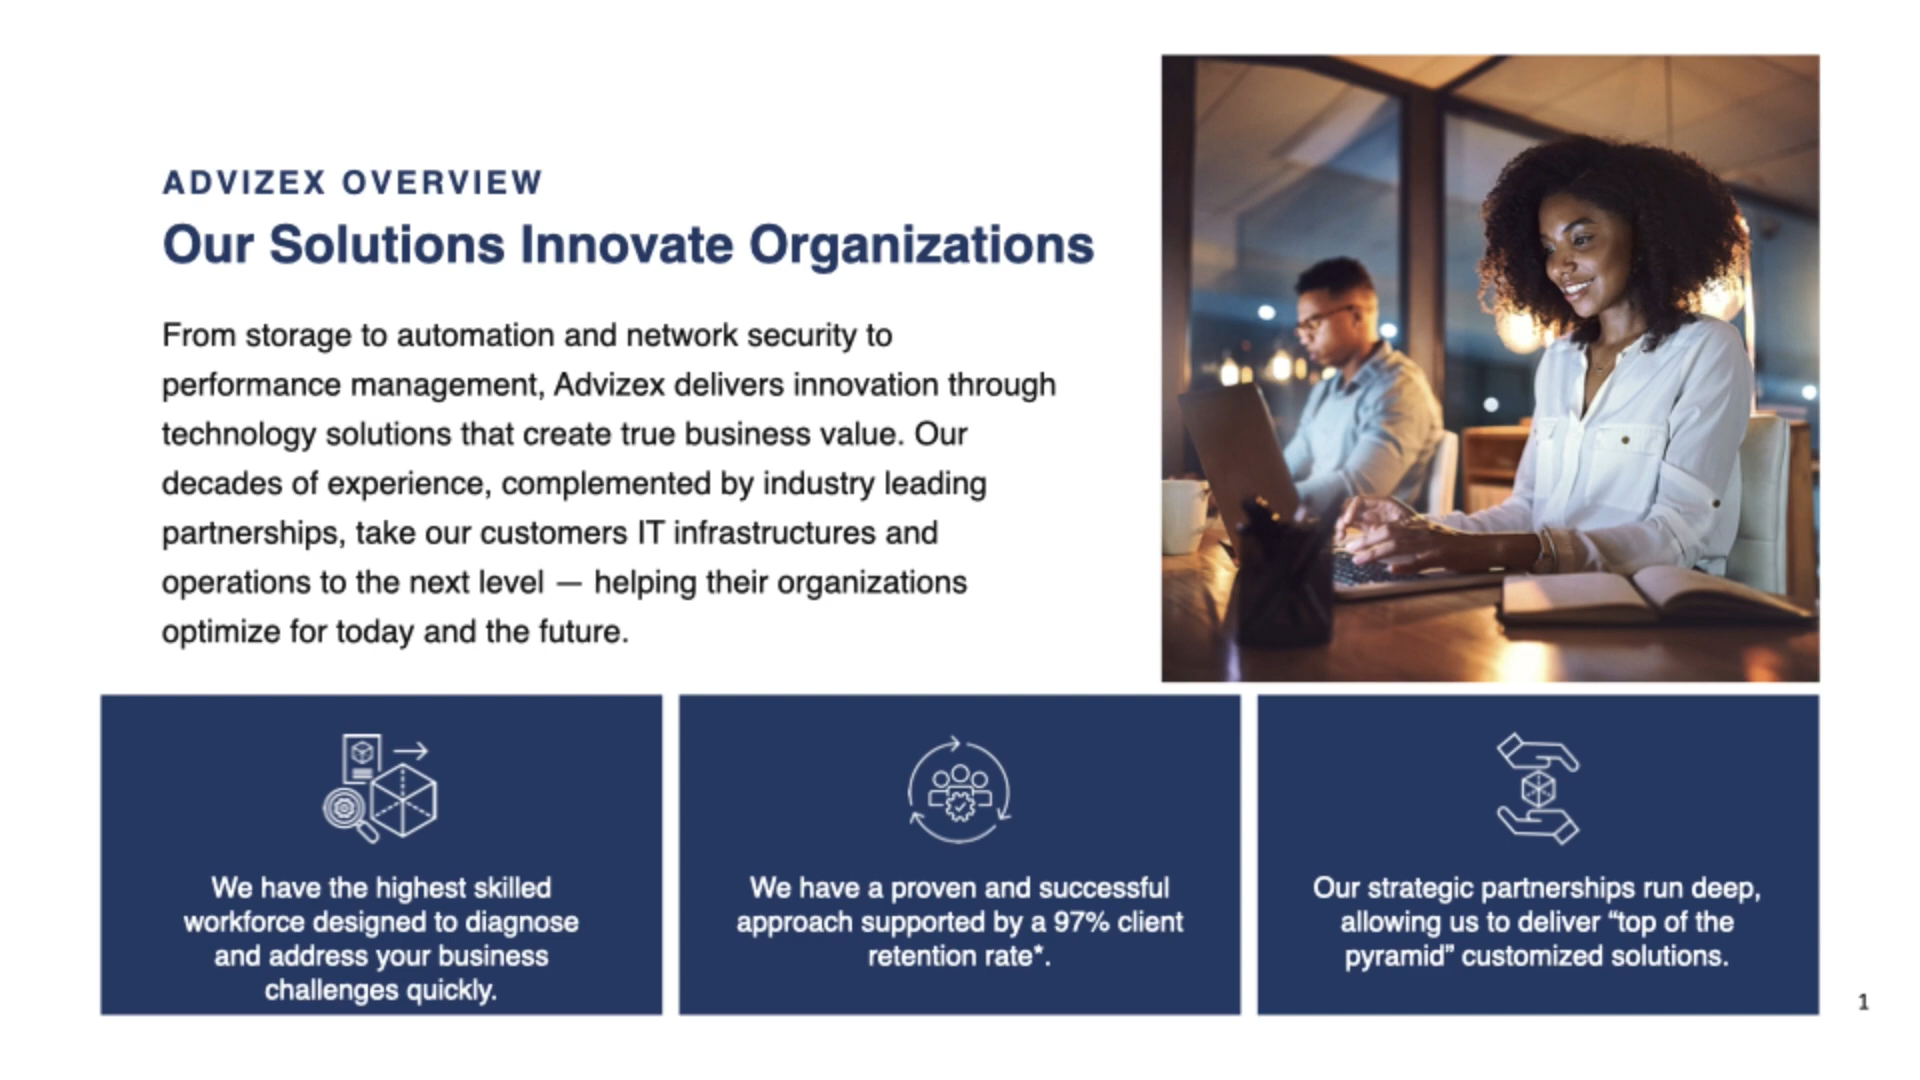 ADVIZEX OVERVIEW
Our Solutions Innovate Organizations
From storage to automation and network security to
performance management, Advizex delivers innovation through
technology solutions that create true business value. Our
decades of experience, complemented by industry leading
partnerships, take our customers IT infrastructures and
operations to the next level — helping their organizations
optimize for today and the future.
We have the highest skilled
workforce designed to diagnose
and address your business
challenges quickly.
We have a proven and successful
approach supported by a 97% client
retention rate*.
Our strategic partnerships run deep,
allowing us to deliver “top of the
pyramid” customized solutions.
1